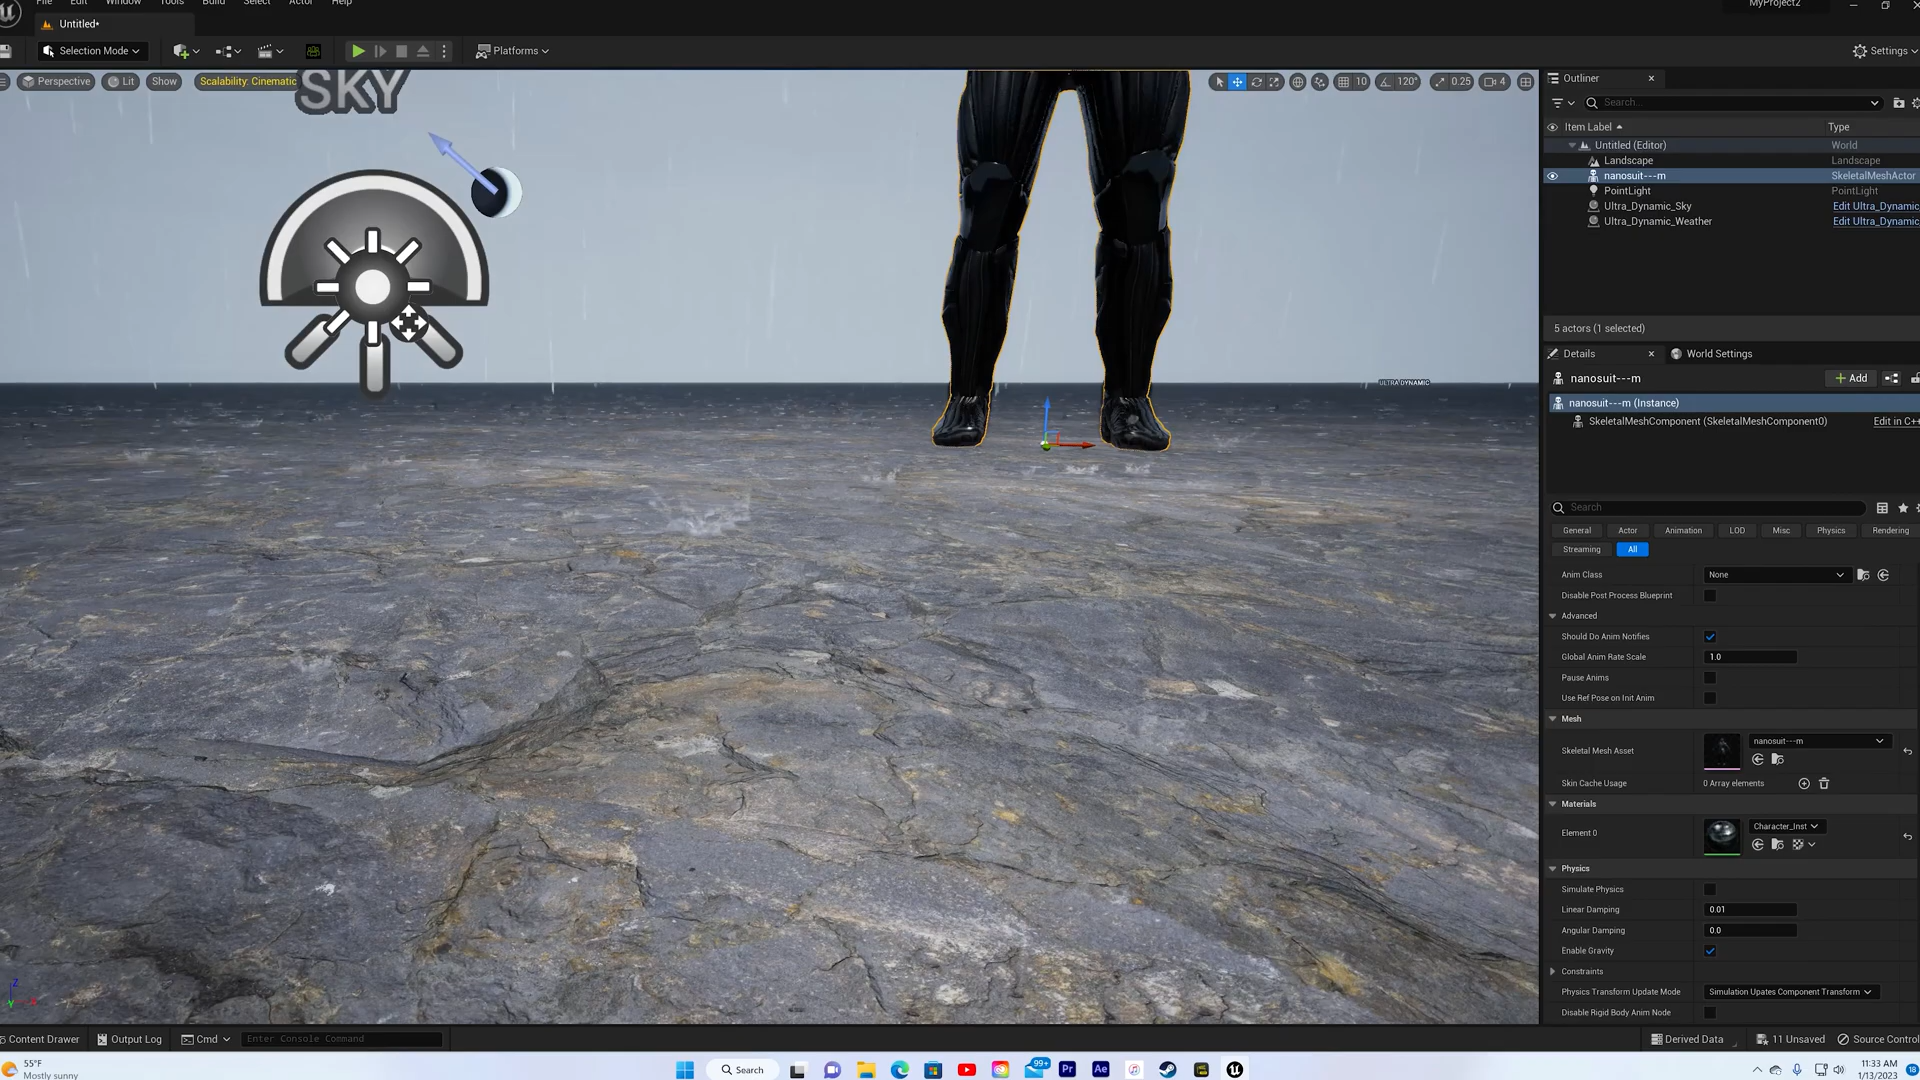 File Edit Window Tools Build Select Actor Help
MyProject2
Untitled*
Selection Mode
Platforms
Settings
Perspective
Lit
Show
Scalability: Cinematic
10
120°
0.25
4
SKY
ULTRA DYNAMIC
Outliner
Search...
Item Label
Type
Untitled (Editor)
World
Landscape
Landscape
nanosuit---m
SkeletalMeshActor
PointLight
PointLight
Ultra_Dynamic_Sky
Edit Ultra_Dynamic
Ultra_Dynamic_Weather
Edit Ultra_Dynamic
5 actors (1 selected)
Details
World Settings
nanosuit---m
Add
nanosuit---m (Instance)
SkeletalMeshComponent (SkeletalMeshComponent0)
Edit in C++
Search
General Actor Animation LOD Misc Physics Rendering
Streaming All
Anim Class
None
Disable Post Process Blueprint
Advanced
Should Do Anim Notifies
Global Anim Rate Scale
1.0
Pause Anims
Use Ref Pose on Init Anim
Mesh
Skeletal Mesh Asset
nanosuit---m
Skin Cache Usage
0 Array elements
Materials
Element 0
Character_Inst
Physics
Simulate Physics
Linear Damping
0.01
Angular Damping
0.0
Enable Gravity
Constraints
Physics Transform Update Mode
Simulation Upates Component Transform
Disable Rigid Body Anim Node
Z
Content Drawer
Output Log
Cmd
Enter Console Command
Derived Data
11 Unsaved
Source Control
55°F
Mostly sunny
Search
99+
Pr
Ae
11:33 AM
1/13/2023
18